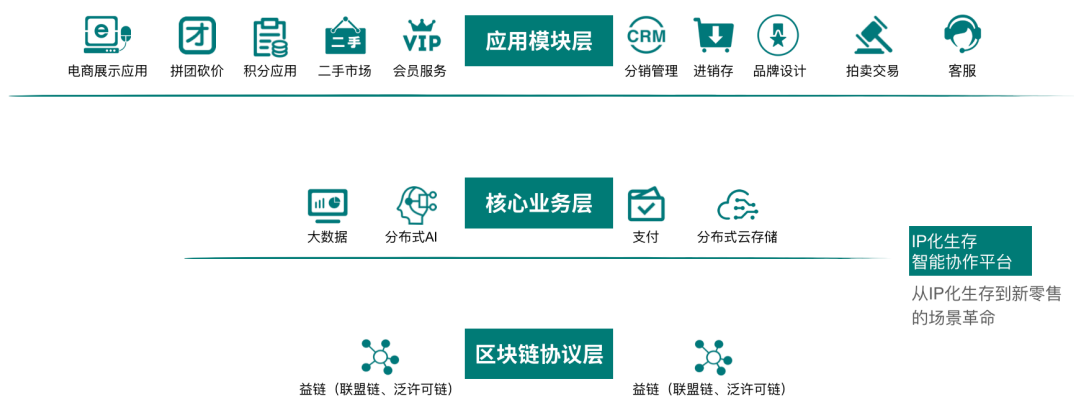 e
团
二手
VIP
应用模块层
CRM
电商展示应用
拼团砍价
积分应用
二手市场
会员服务
分销管理
进销存
品牌设计
拍卖交易
客服
核心业务层
大数据
分布式AI
支付
分布式云存储
IP化生存
智能协作平台
从IP化生存到新零售
的场景革命
区块链协议层
益链（联盟链、泛许可链）
益链（联盟链、泛许可链）